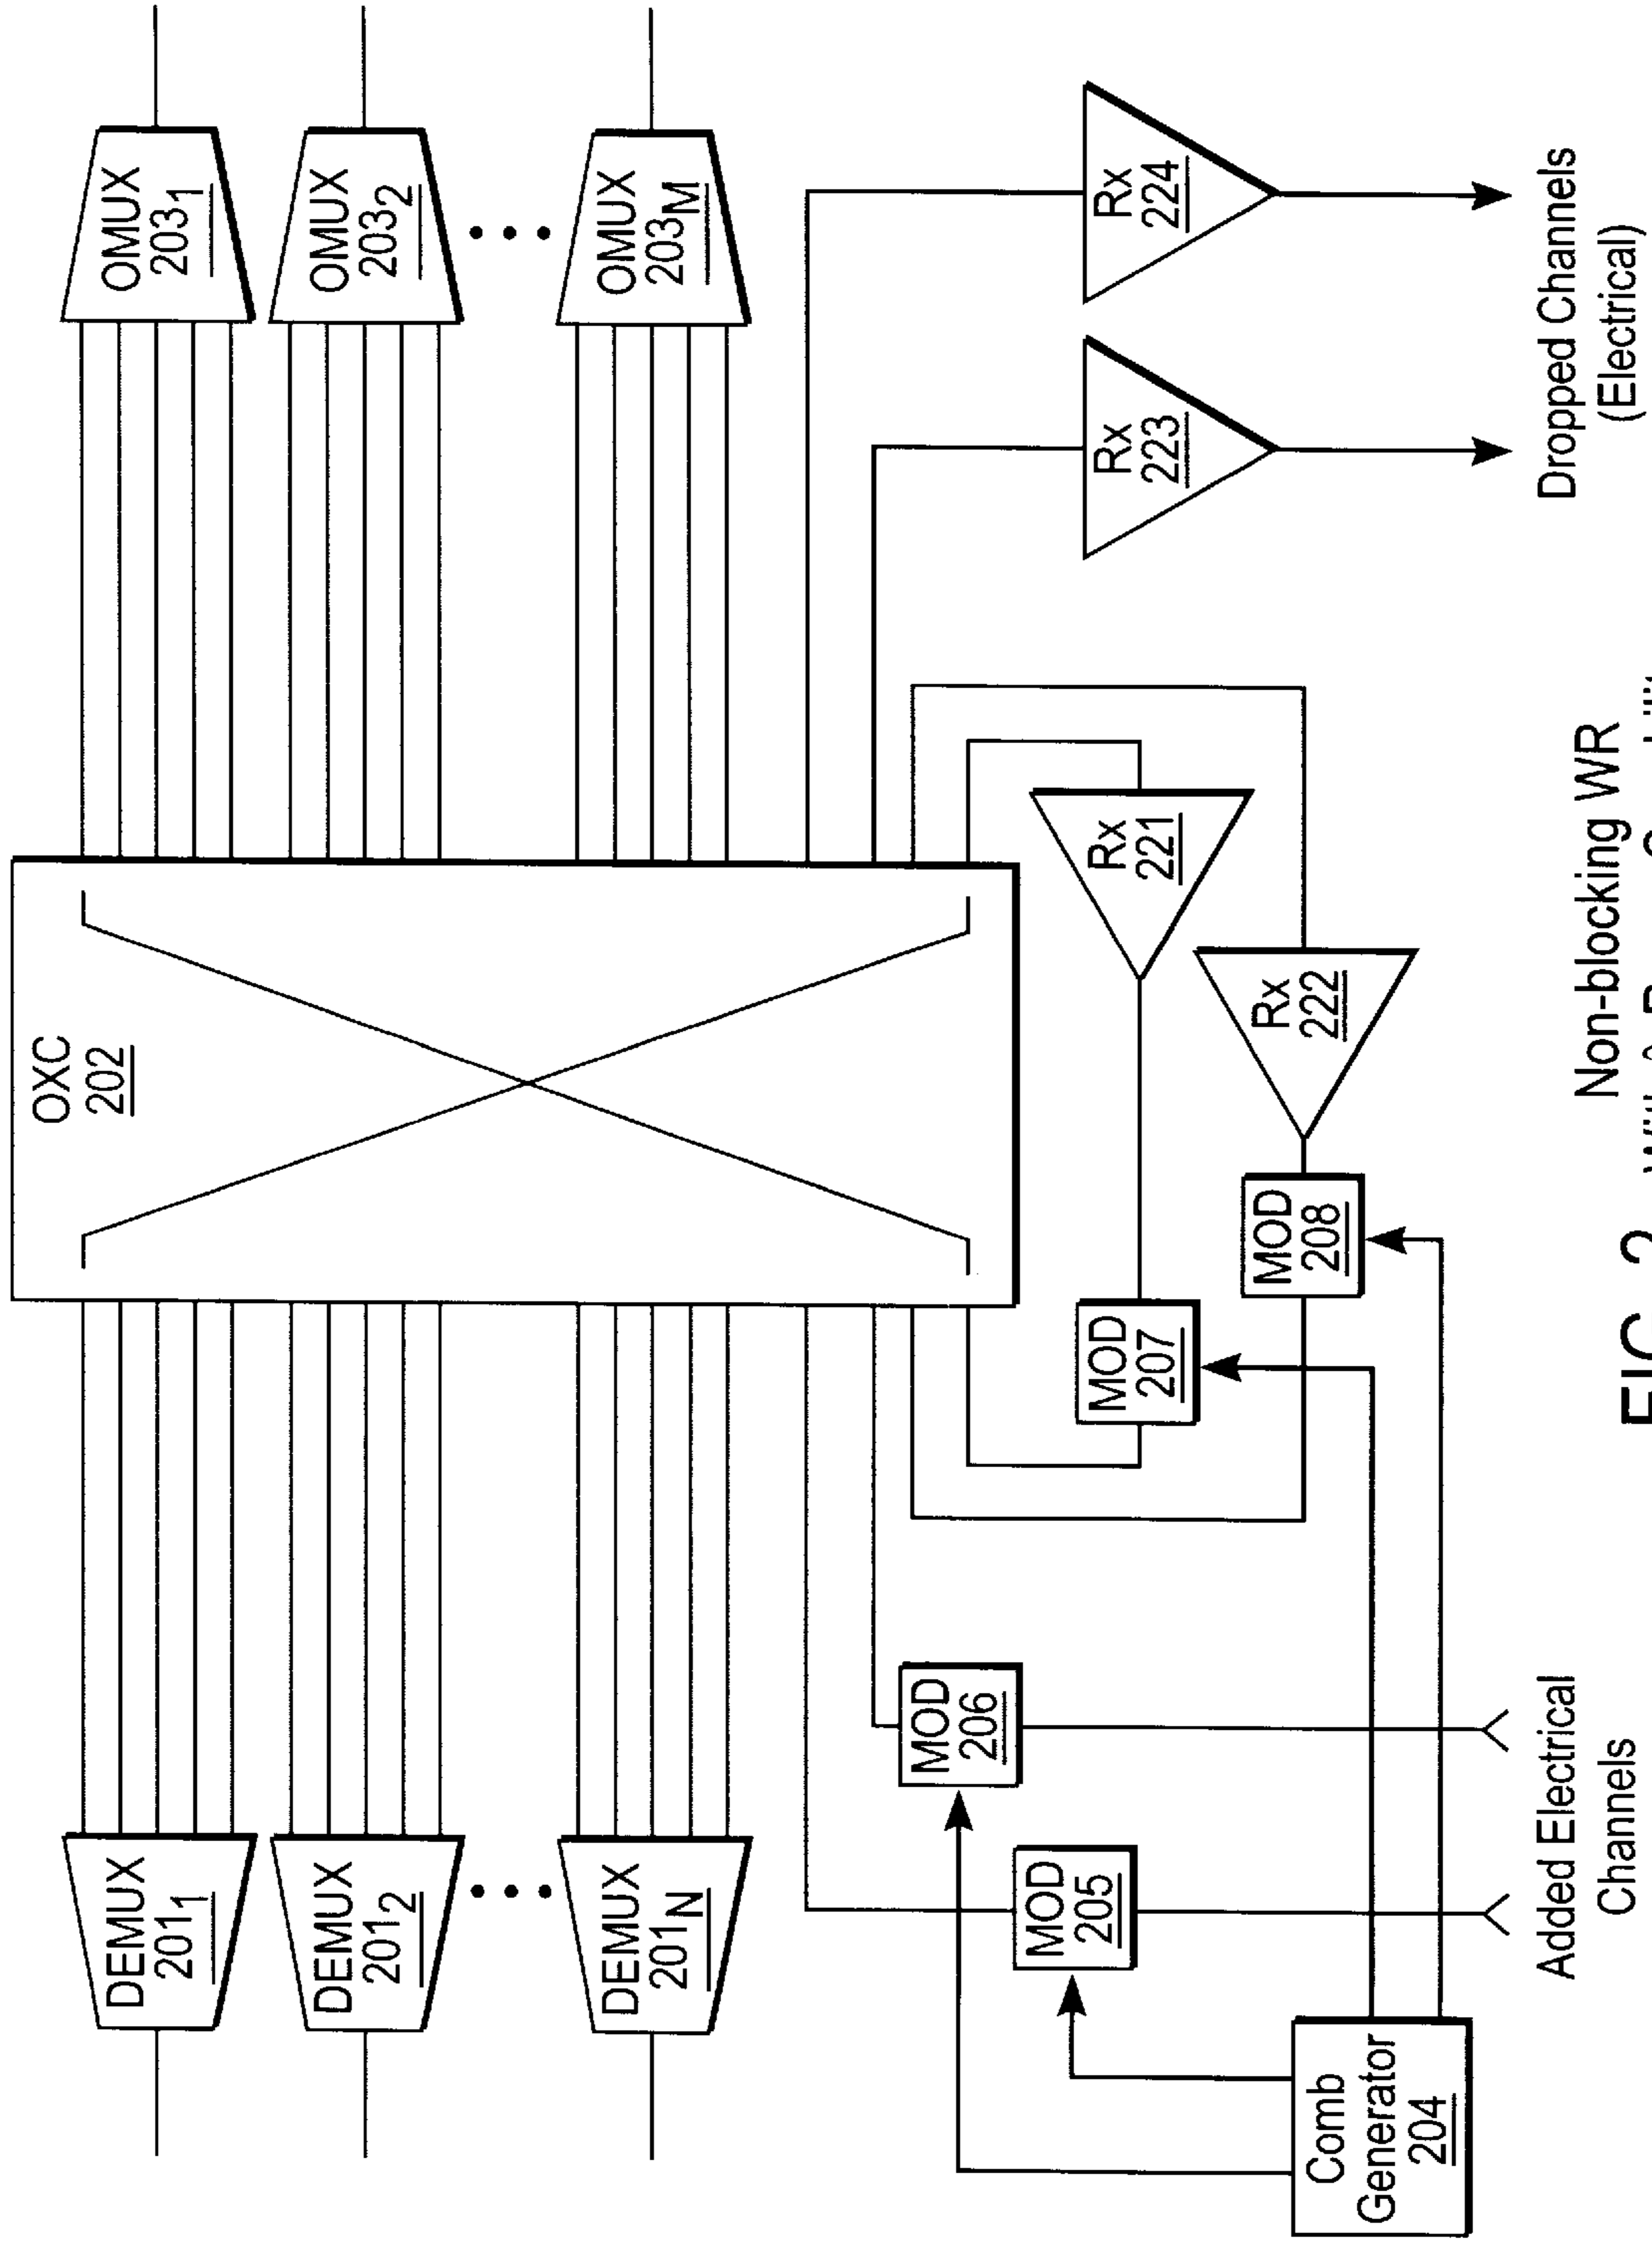 DEMUX
201₁
DEMUX
201₂
DEMUX
201_N
OXC
202
OMUX
203₁
OMUX
203₂
OMUX
203_M
MOD
205
MOD
206
MOD
207
MOD
208
Rx
221
Rx
222
Rx
223
Rx
224
Comb
Generator
204
Added Electrical
Channels
Dropped Channels
(Electrical)
Non-blocking WR